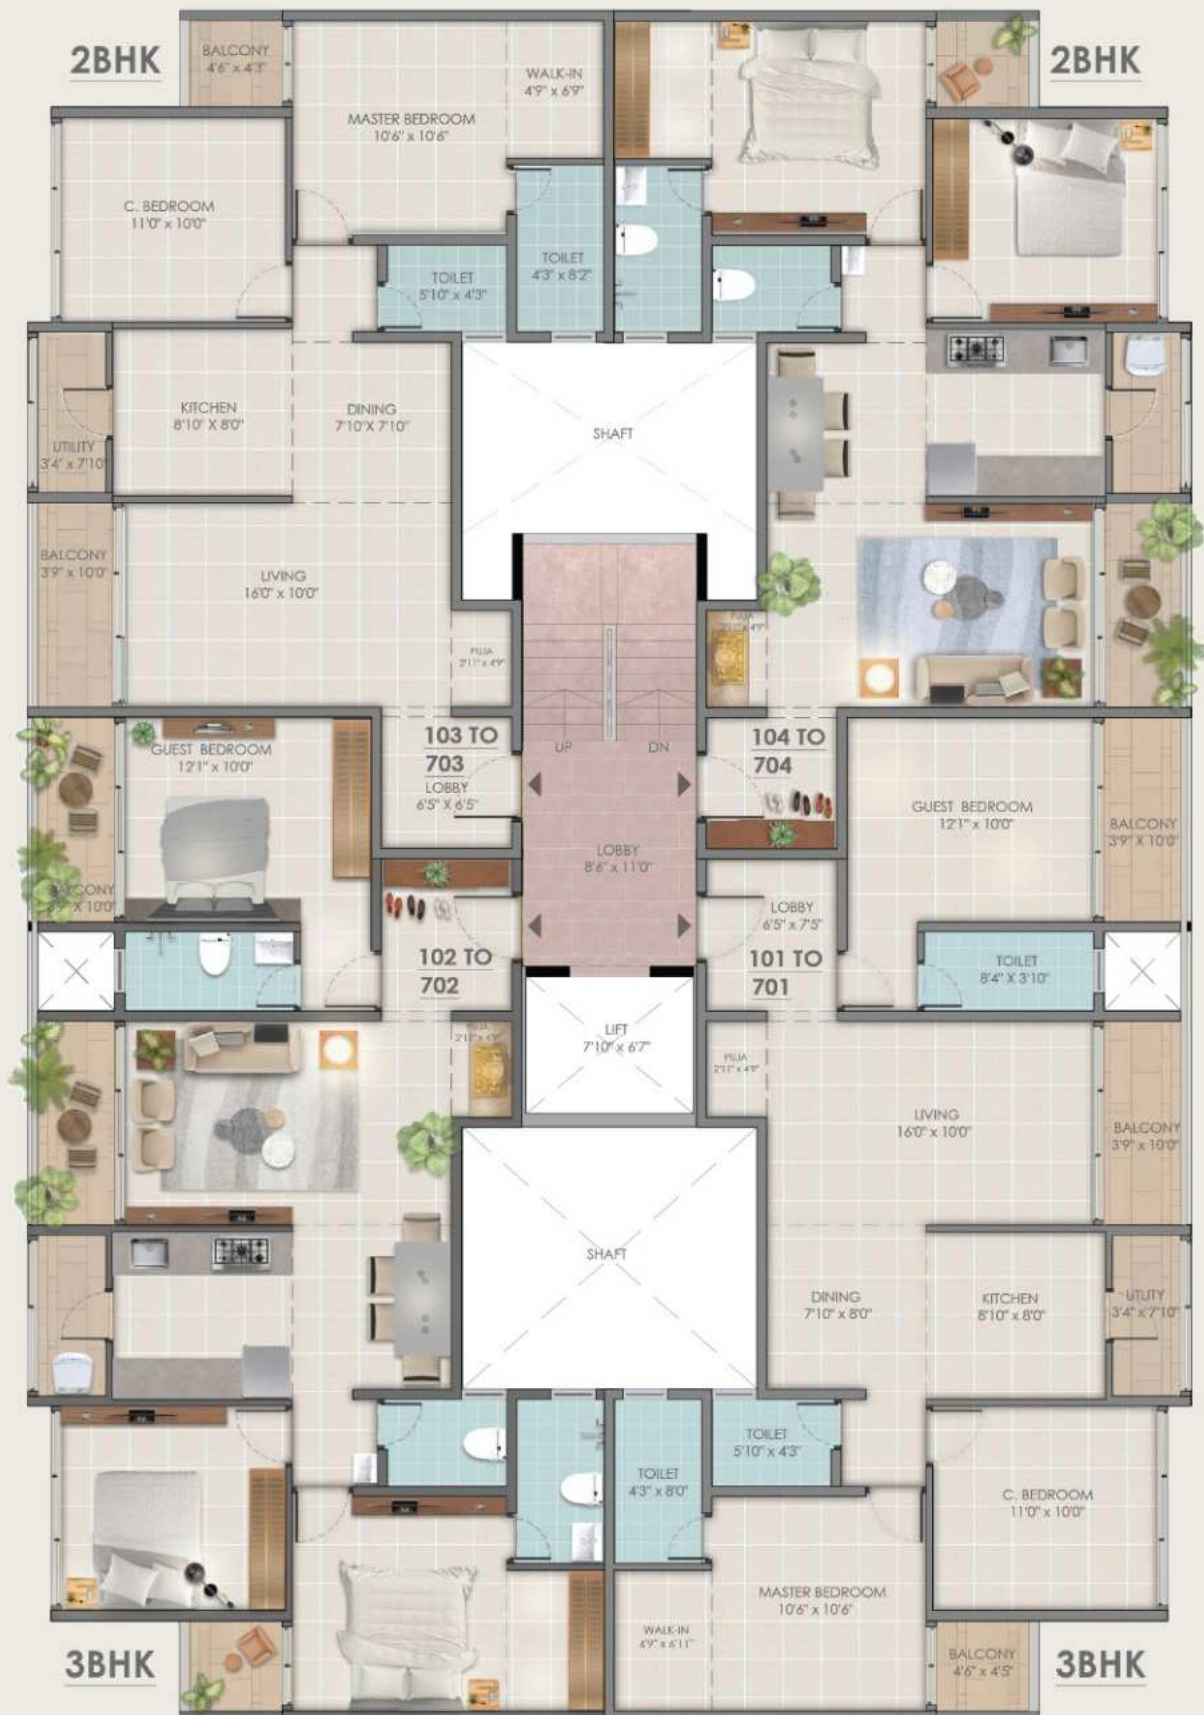 2BHK
BALCONY
4'6" x 4'3"
WALK-IN
4'9" x 6'9"
MASTER BEDROOM
10'6" x 10'6"
2BHK
C. BEDROOM
11'0" x 10'0"
TOILET
4'3" x 8'2"
TOILET
5'10" x 4'3"
KITCHEN
8'10" X 8'0"
DINING
7'10"X 7'10"
SHAFT
UTILITY
3'4" x 7'10"
BALCONY
3'9" x 10'0"
LIVING
16'0" x 10'0"
PUJA
2'11" x 4'9"
PUJA
GUEST BEDROOM
12'1" x 10'0"
103 TO
703
LOBBY
6'5" X 6'5"
UP
DN
104 TO
704
GUEST BEDROOM
12'1" x 10'0"
BALCONY
3'9" X 10'0"
LOBBY
8'6" x 11'0"
BALCONY
3'9" X 10'0"
LOBBY
6'5" x 7'5"
102 TO
702
101 TO
701
TOILET
8'4" X 3'10"
LIFT
7'10" x 6'7"
PUJA
PUJA
2'11" x 4'9"
LIVING
16'0" x 10'0"
BALCONY
3'9" x 10'0"
SHAFT
DINING
7'10" x 8'0"
KITCHEN
8'10" x 8'0"
UTLITY
3'4" x 7'10"
TOILET
5'10" x 4'3"
TOILET
4'3" x 8'0"
C. BEDROOM
11'0" x 10'0"
MASTER BEDROOM
10'6" x 10'6"
WALK-IN
4'9" x 6'11"
BALCONY
4'6" x 4'5"
3BHK
3BHK